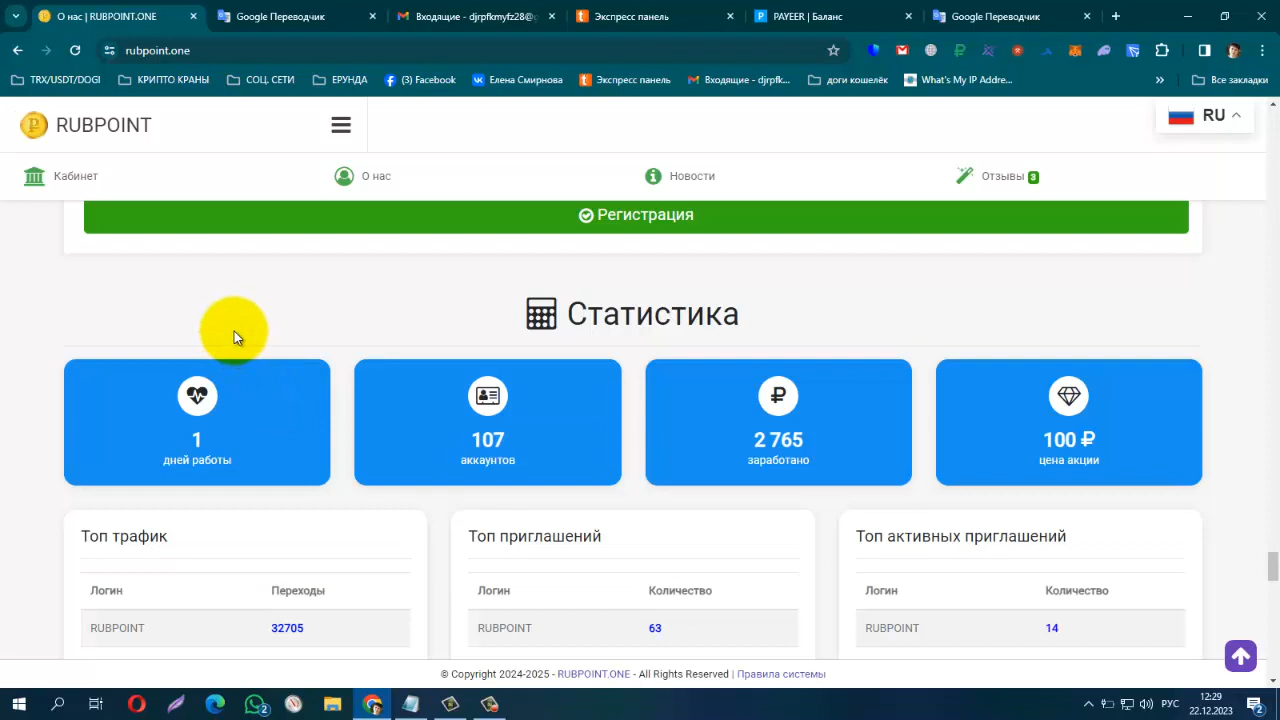 О нас | RUBPOINT.ONE
Google Переводчик
Входящие - djrpfkmyfz28@g
Экспресс панель
PAYEER | Баланс
Google Переводчик
rubpoint.one
TRX/USDT/DOGI
КРИПТО КРАНЫ
СОЦ. СЕТИ
ЕРУНДА
(3) Facebook
Елена Смирнова
Экспресс панель
Входящие - djrpfk...
доги кошелёк
What's My IP Addre...
»
Все закладки
RUBPOINT
RU
Кабинет
О нас
Новости
Отзывы 3
Регистрация
Статистика
1
дней работы
107
аккаунтов
2 765
заработано
100 ₽
цена акции
Топ трафик
Логин Переходы
RUBPOINT 32705
Топ приглашений
Логин Количество
RUBPOINT 63
Топ активных приглашений
Логин Количество
RUBPOINT 14
© Copyright 2024-2025 - RUBPOINT.ONE - All Rights Reserved | Правила системы
2
РУС
12:29
22.12.2023
2